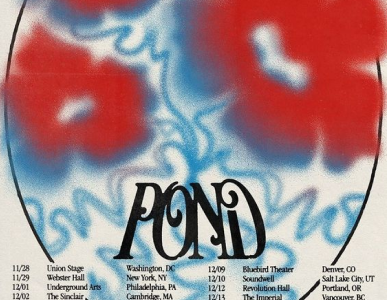 POND
11/28 Union Stage Washington, DC
11/29 Webster Hall New York, NY
12/01 Underground Arts Philadelphia, PA
12/02 The Sinclair Cambridge, MA
12/09 Bluebird Theater Denver, CO
12/10 Soundwell Salt Lake City, UT
12/12 Revolution Hall Portland, OR
12/13 The Imperial Vancouver, BC